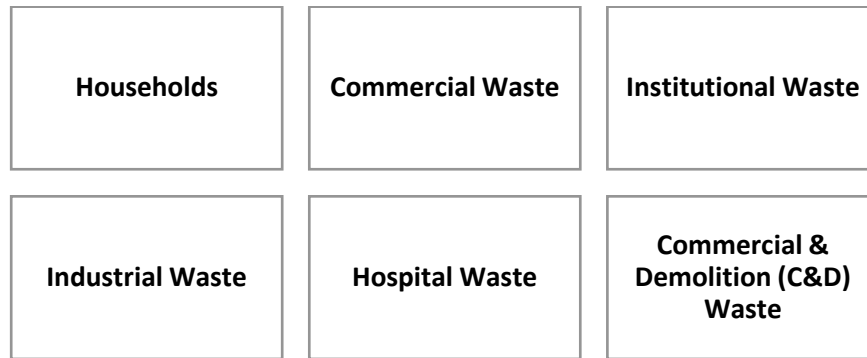 Households
Commercial Waste
Institutional Waste
Industrial Waste
Hospital Waste
Commercial &
Demolition (C&D)
Waste